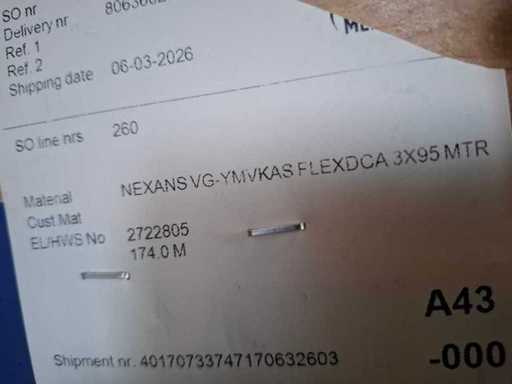 SO nr
Delivery nr
Ref. 1
Ref. 2
Shipping date 06-03-2026
SO line nrs 260
Material NEXANS VG-YMVKAS FLEXDCA 3X95 MTR
Cust.Mat
EL/HWS No 2722805
174.0 M
A43
-000
Shipment nr. 40170733747170632603